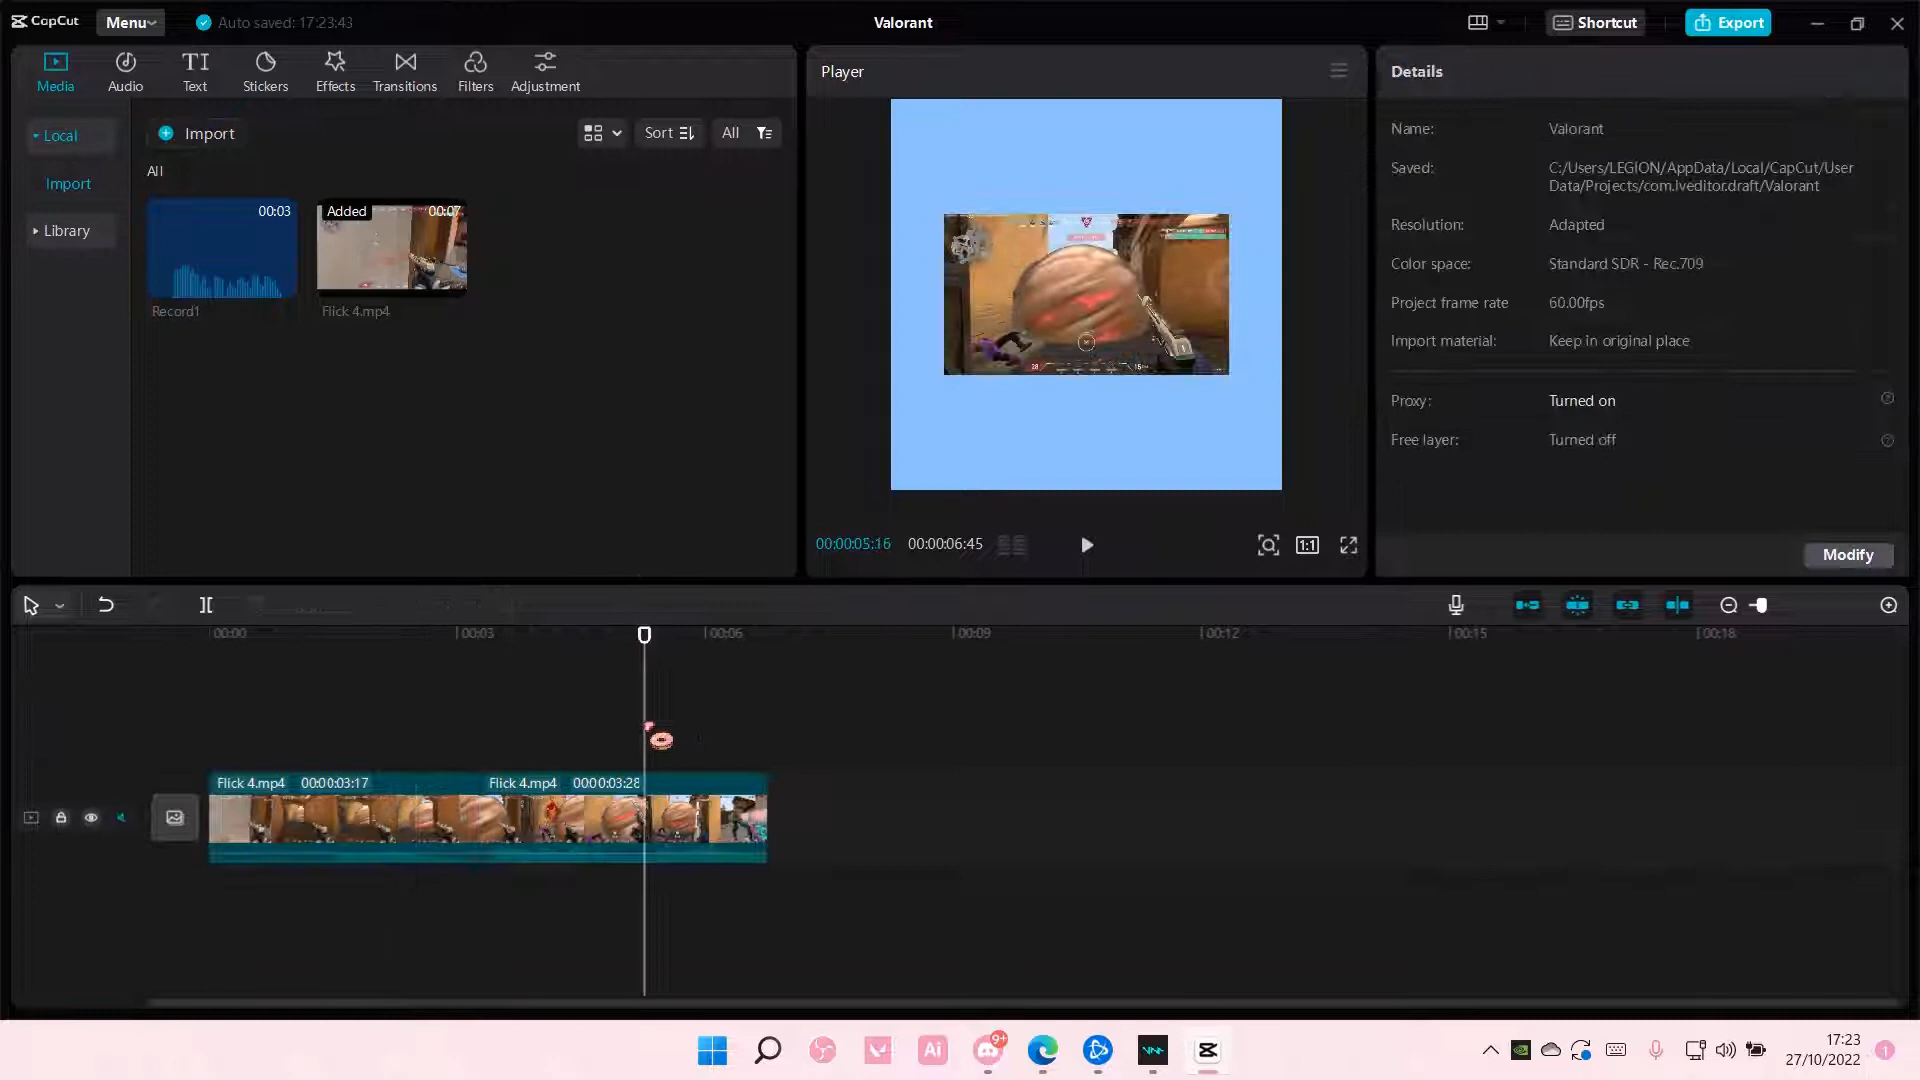 CapCut
Menu
Auto saved: 17:23:43
Valorant
Shortcut
Export
Media
Audio
Text
Stickers
Effects
Transitions
Filters
Adjustment
Local
Import
Library
Import
Sort
All
All
00:03
Record1
Added
00:07
Flick 4.mp4
Player
00:00:05:16
00:00:06:45
1:1
Details
Name:
Valorant
Saved:
C:/Users/LEGION/AppData/Local/CapCut/User
Data/Projects/com.lveditor.draft/Valorant
Resolution:
Adapted
Color space:
Standard SDR - Rec.709
Project frame rate
60.00fps
Import material:
Keep in original place
Proxy:
Turned on
Free layer:
Turned off
Modify
00:00
00:03
00:06
00:09
00:12
00:15
00:18
Flick 4.mp4 00:00:03:17
Flick 4.mp4 00:00:03:28
Ai
9+
17:23
27/10/2022
1